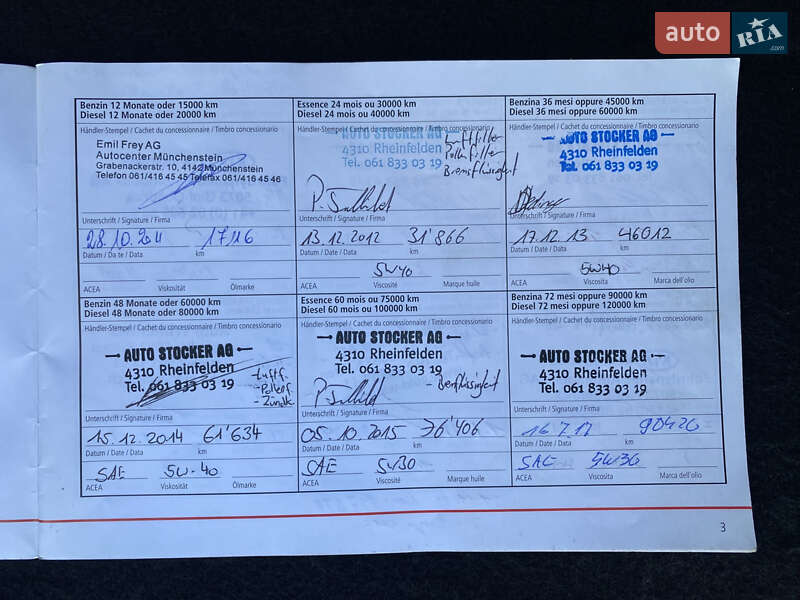 auto RIA .com
Benzin 12 Monate oder 15000 km
Diesel 12 Monate oder 20000 km
Händler-Stempel / Cachet du concessionnaire / Timbro concessionario
Emil Frey AG
Autocenter Münchenstein
Grabenackerstr. 10, 4142 Münchenstein
Telefon 061/416 45 45 Telefax 061/416 45 46
Unterschrift / Signature / Firma
28.10.2011
Datum / Date / Data km
ACEA Viskosität Ölmarke
Essence 24 mois ou 30000 km
Diesel 24 mois ou 40000 km
Händler-Stempel / Cachet du concessionnaire / Timbro concessionario
AUTO STOCKER AG
4310 Rheinfelden
Tel. 061 833 03 19
Luftfilter
Pollenfilter
Bremsflüssigkeit
Unterschrift / Signature / Firma
13.12.2012 31'866
Datum / Date / Data km
5W40
ACEA Viscosité Marque huile
Benzina 36 mesi oppure 45000 km
Diesel 36 mesi oppure 60000 km
Händler-Stempel / Cachet du concessionnaire / Timbro concessionario
AUTO STOCKER AG
4310 Rheinfelden
Tel. 061 833 03 19
Unterschrift / Signature / Firma
17.12.13 46012
Datum / Date / Data km
5W40
ACEA Viscosita Marca dell'olio
Benzin 48 Monate oder 60000 km
Diesel 48 Monate oder 80000 km
Händler-Stempel / Cachet du concessionnaire / Timbro concessionario
AUTO STOCKER AG
4310 Rheinfelden
Tel. 061 833 03 19
Luftf.
- Pollenf.
- Zündk.
Unterschrift / Signature / Firma
15.12.2014 61'634
Datum / Date / Data km
SAE 5W-40
ACEA Viskosität Ölmarke
Essence 60 mois ou 75000 km
Diesel 60 mois ou 100000 km
Händler-Stempel / Cachet du concessionnaire / Timbro concessionario
AUTO STOCKER AG
4310 Rheinfelden
Tel. 061 833 03 19
- Bremflüssigkeit
Unterschrift / Signature / Firma
05.10.2015 76'406
Datum / Date / Data km
SAE 5W30
ACEA Viscosité Marque huile
Benzina 72 mesi oppure 90000 km
Diesel 72 mesi oppure 120000 km
Händler-Stempel / Cachet du concessionnaire / Timbro concessionario
AUTO STOCKER AG
4310 Rheinfelden
Tel. 061 833 03 19
Unterschrift / Signature / Firma
16.7.17 90420
Datum / Date / Data km
SAE 5W30
ACEA Viscosita Marca dell'olio
3